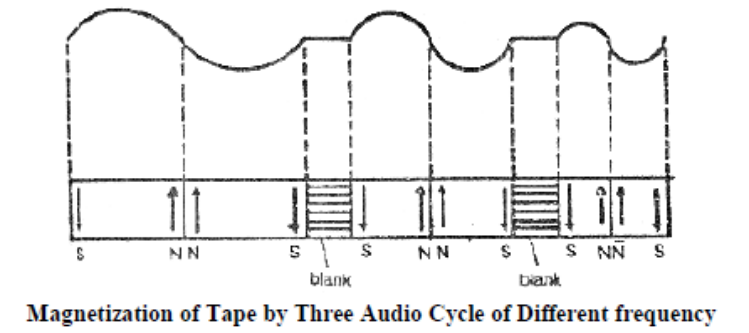 S N N S S N N S S N N S
blank blank
Magnetization of Tape by Three Audio Cycle of Different frequency